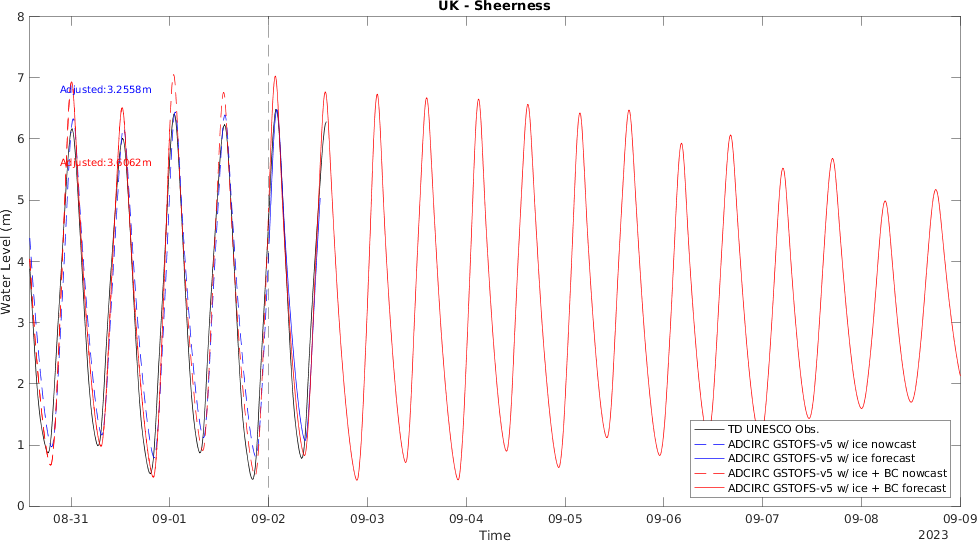 UK - Sheerness
8
7
6
5
4
3
2
1
0
Water Level (m)
Adjusted:3.2558m
Adjusted:3.6062m
TD UNESCO Obs.
ADCIRC GSTOFS-v5 w/ ice nowcast
ADCIRC GSTOFS-v5 w/ ice forecast
ADCIRC GSTOFS-v5 w/ ice + BC nowcast
ADCIRC GSTOFS-v5 w/ ice + BC forecast
08-31 09-01 09-02 09-03 09-04 09-05 09-06 09-07 09-08 09-09
Time
2023